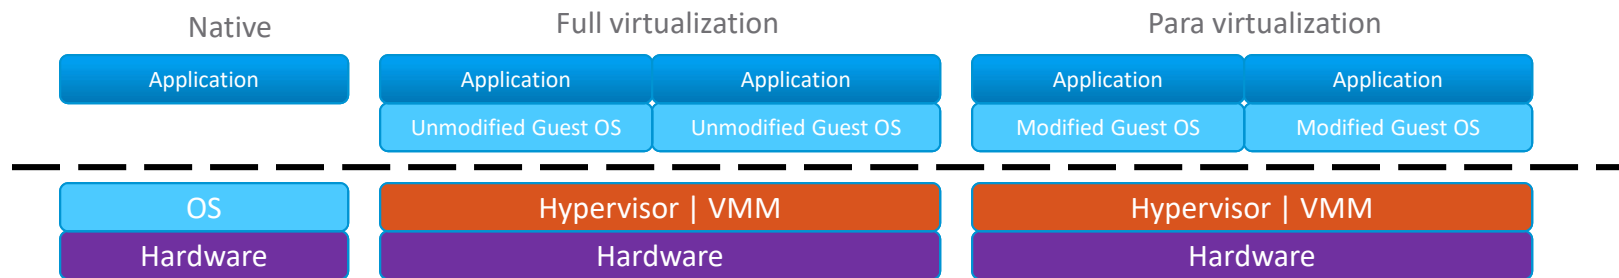 Native Full virtualization Para virtualization
Application Application Application Application Application
Unmodified Guest OS Unmodified Guest OS Modified Guest OS Modified Guest OS
OS Hypervisor | VMM Hypervisor | VMM
Hardware Hardware Hardware